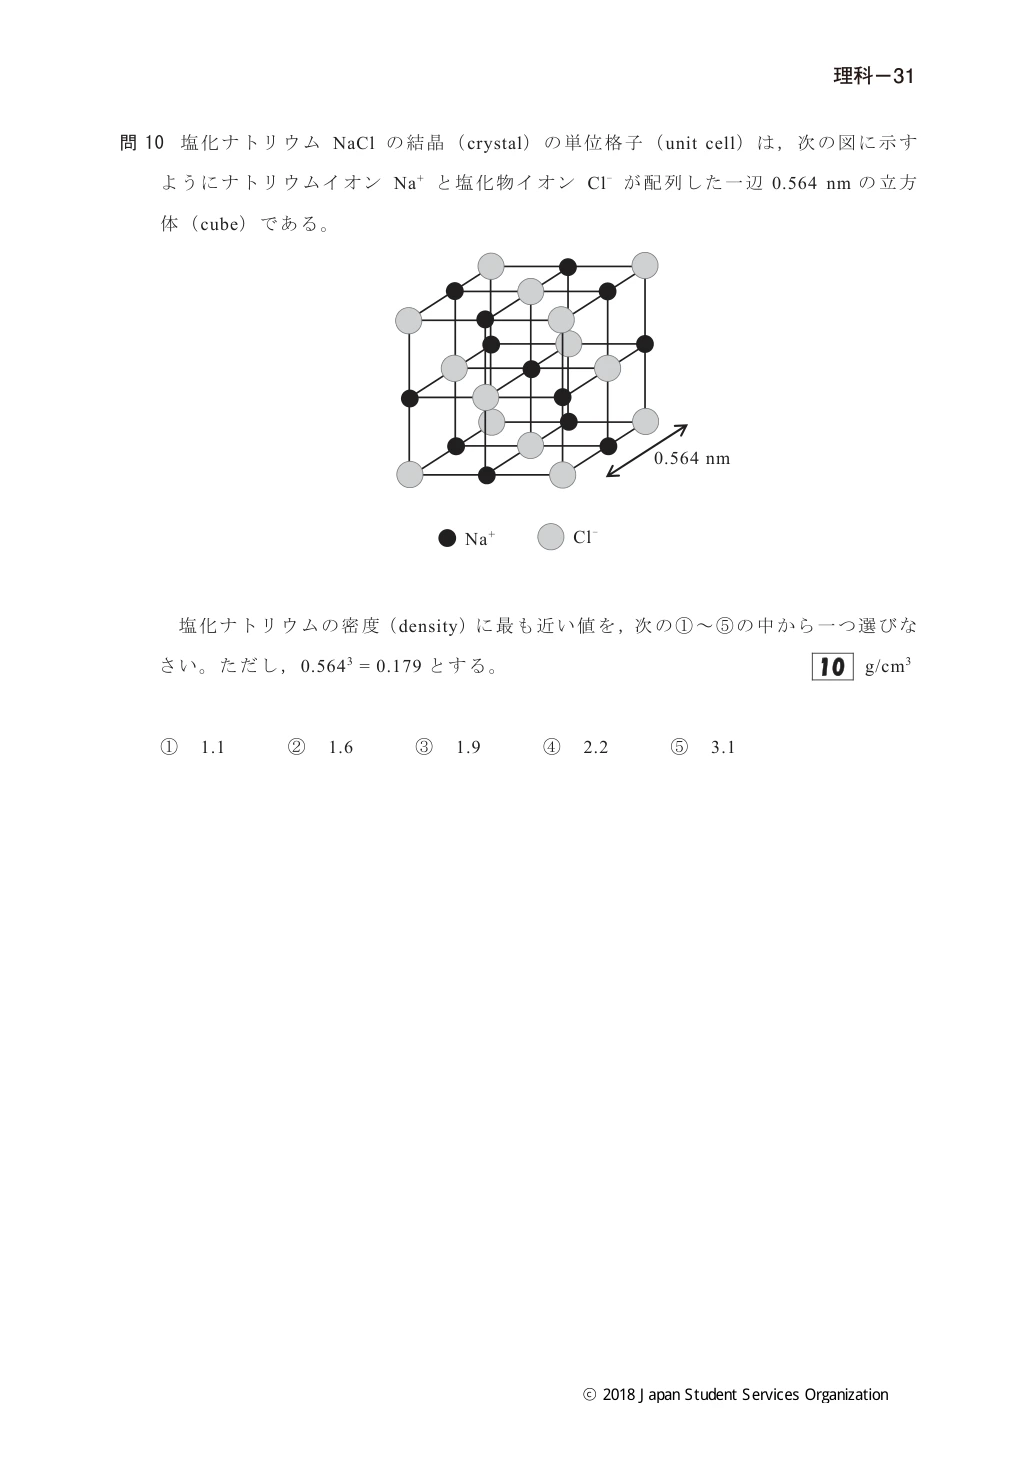 理科－31
問 10 塩化ナトリウム NaCl の結晶（crystal）の単位格子（unit cell）は，次の図に示す
ようにナトリウムイオン Na⁺ と塩化物イオン Cl⁻ が配列した一辺 0.564 nm の立方
体（cube）である。
0.564 nm
Na⁺ Cl⁻
塩化ナトリウムの密度（density）に最も近い値を，次の①～⑤の中から一つ選びな
さい。ただし，0.564³ = 0.179 とする。 10 g/cm³
① 1.1 ② 1.6 ③ 1.9 ④ 2.2 ⑤ 3.1
© 2018 Japan Student Services Organization